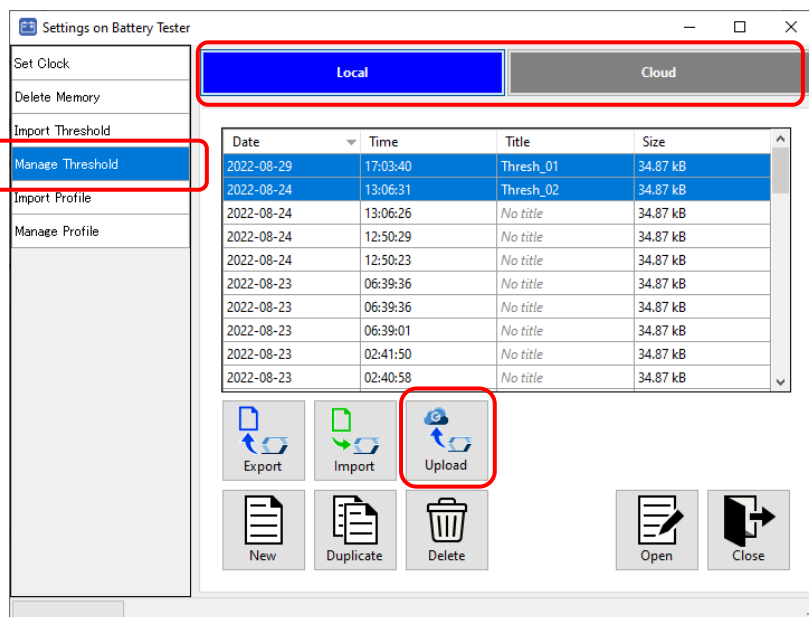 Settings on Battery Tester
Set Clock
Delete Memory
Import Threshold
Manage Threshold
Import Profile
Manage Profile
Local Cloud
Date Time Title Size
2022-08-29 17:03:40 Thresh_01 34.87 kB
2022-08-24 13:06:31 Thresh_02 34.87 kB
2022-08-24 13:06:26 No title 34.87 kB
2022-08-24 12:50:29 No title 34.87 kB
2022-08-24 12:50:23 No title 34.87 kB
2022-08-23 06:39:36 No title 34.87 kB
2022-08-23 06:39:36 No title 34.87 kB
2022-08-23 06:39:01 No title 34.87 kB
2022-08-23 02:41:50 No title 34.87 kB
2022-08-23 02:40:58 No title 34.87 kB
Export Import Upload
New Duplicate Delete Open Close